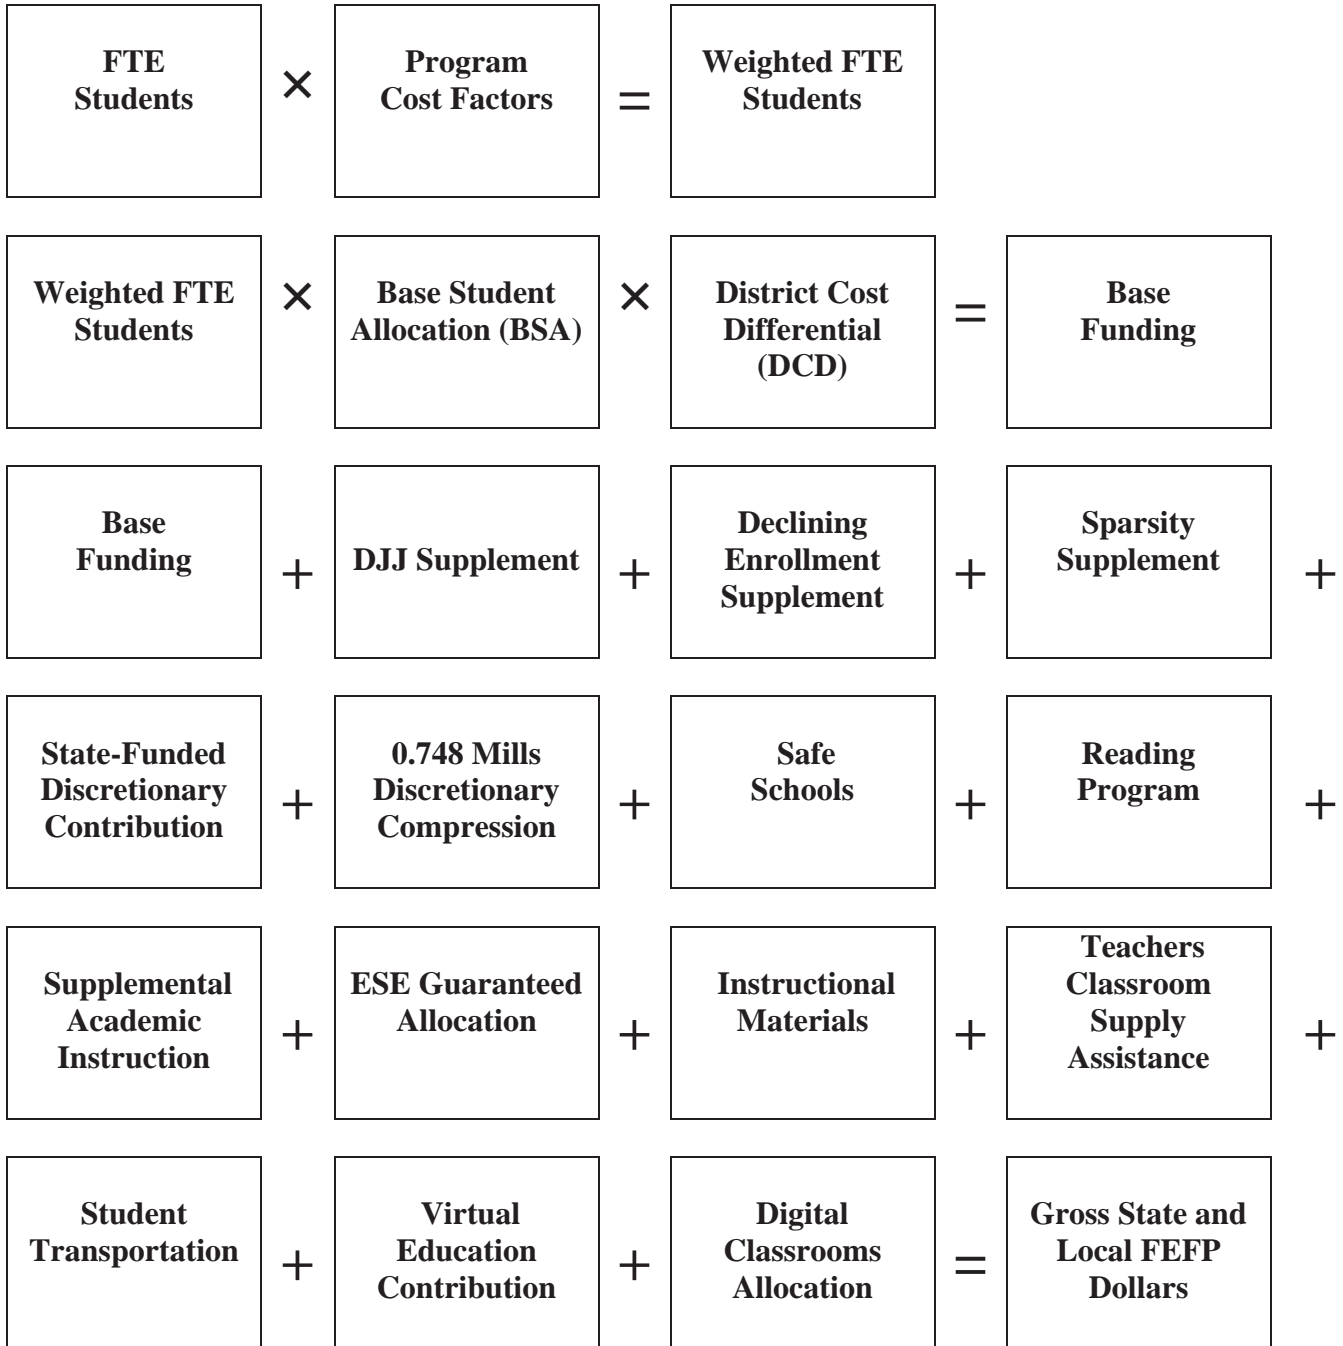 FTE
Students
×
Program
Cost Factors
=
Weighted FTE
Students
Weighted FTE
Students
×
Base Student
Allocation (BSA)
×
District Cost
Differential
(DCD)
=
Base
Funding
Base
Funding
+
DJJ Supplement
+
Declining
Enrollment
Supplement
+
Sparsity
Supplement
+
State-Funded
Discretionary
Contribution
+
0.748 Mills
Discretionary
Compression
+
Safe
Schools
+
Reading
Program
+
Supplemental
Academic
Instruction
+
ESE Guaranteed
Allocation
+
Instructional
Materials
+
Teachers
Classroom
Supply
Assistance
+
Student
Transportation
+
Virtual
Education
Contribution
+
Digital
Classrooms
Allocation
=
Gross State and
Local FEFP
Dollars